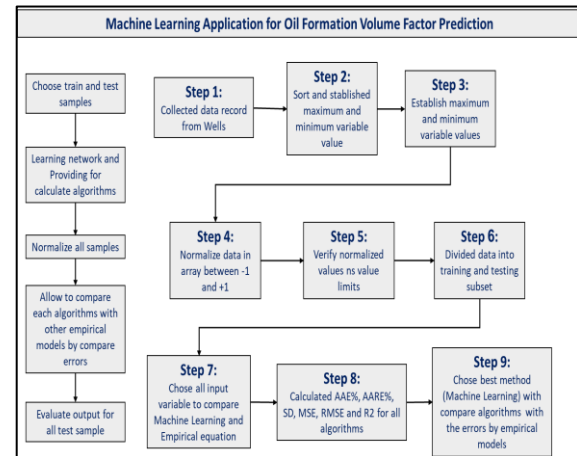 Machine Learning Application for Oil Formation Volume Factor Prediction
Choose train and test
samples
Learning network and
Providing for
calculate algorithms
Normalize all samples
Allow to compare
each algorithms with
other empirical
models by compare
errors
Evaluate output for
all test sample
Step 1:
Collected data record
from Wells
Step 2:
Sort and stablished
maximum and
minimum variable
value
Step 3:
Establish maximum
and minimum
variable values
Step 4:
Normalize data in
array between -1 and
+1
Step 5:
Verify normalized
values ns value
limits
Step 6:
Divided data into
training and testing
subset
Step 7:
Chose all input
variable to compare
Machine Learning and
Empirical equation
Step 8:
Calculated AAE%, AARE%,
SD, MSE, RMSE and R2 for all
algorithms
Step 9:
Chose best method
(Machine Learning) with
compare algorithms with
the errors by empirical
models